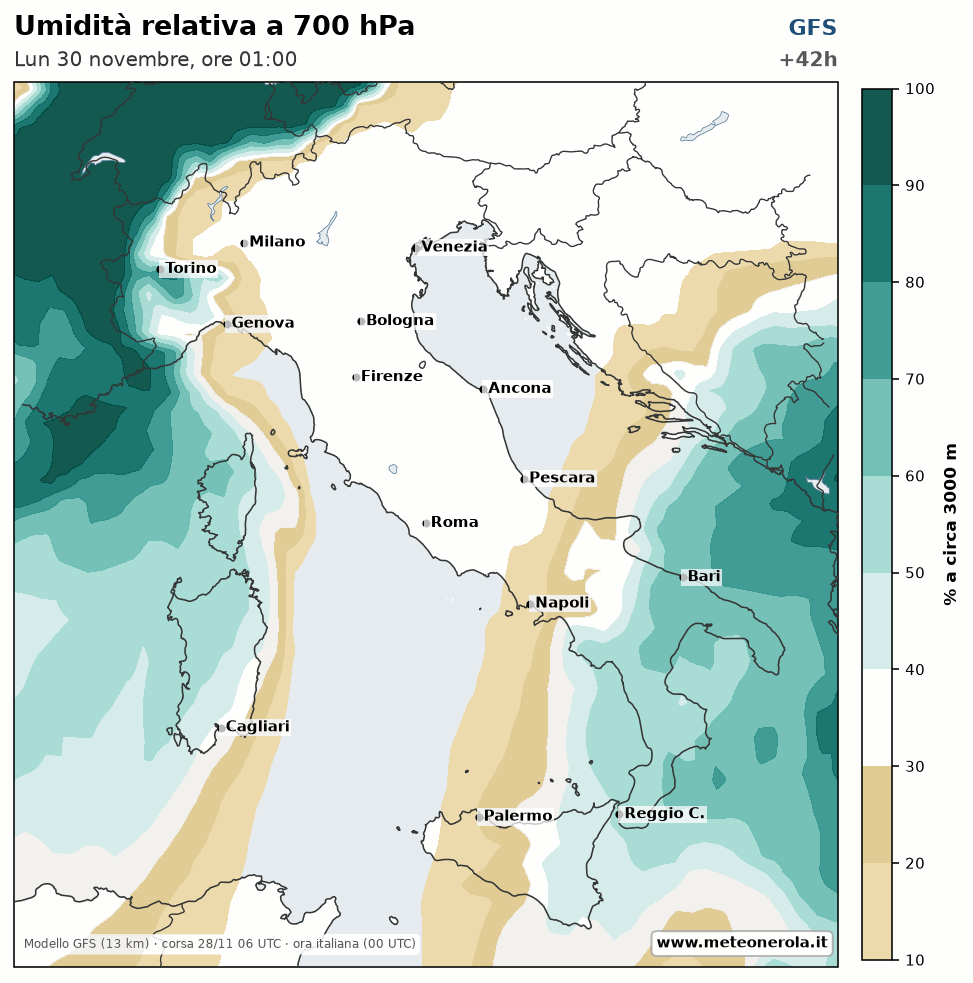 Umidità relativa a 700 hPa
GFS
Lun 30 novembre, ore 01:00
+42h
Milano
Venezia
Torino
Genova
Bologna
Firenze
Ancona
Pescara
Roma
Bari
Napoli
Cagliari
Palermo
Reggio C.
100
90
80
70
60
50
40
30
20
10
% a circa 3000 m
Modello GFS (13 km) · corsa 28/11 06 UTC · ora italiana (00 UTC)
www.meteonerola.it